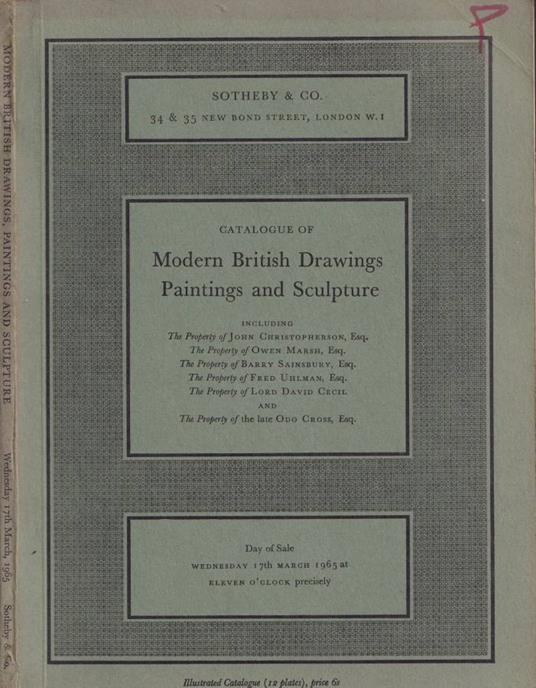 P
SOTHEBY & CO.
34 & 35 NEW BOND STREET, LONDON W.1
CATALOGUE OF
Modern British Drawings
Paintings and Sculpture
INCLUDING
The Property of JOHN CHRISTOPHERSON, Esq.
The Property of OWEN MARSH, Esq.
The Property of BARRY SAINSBURY, Esq.
The Property of FRED UHLMAN, Esq.
The Property of LORD DAVID CECIL
AND
The Property of the late ODO CROSS, Esq.
Day of Sale
WEDNESDAY 17th MARCH 1965 at
ELEVEN O'CLOCK precisely
Illustrated Catalogue (12 plates), price 6s
MODERN BRITISH DRAWINGS, PAINTINGS AND SCULPTURE Wednesday 17th March, 1965 Sotheby & Co.